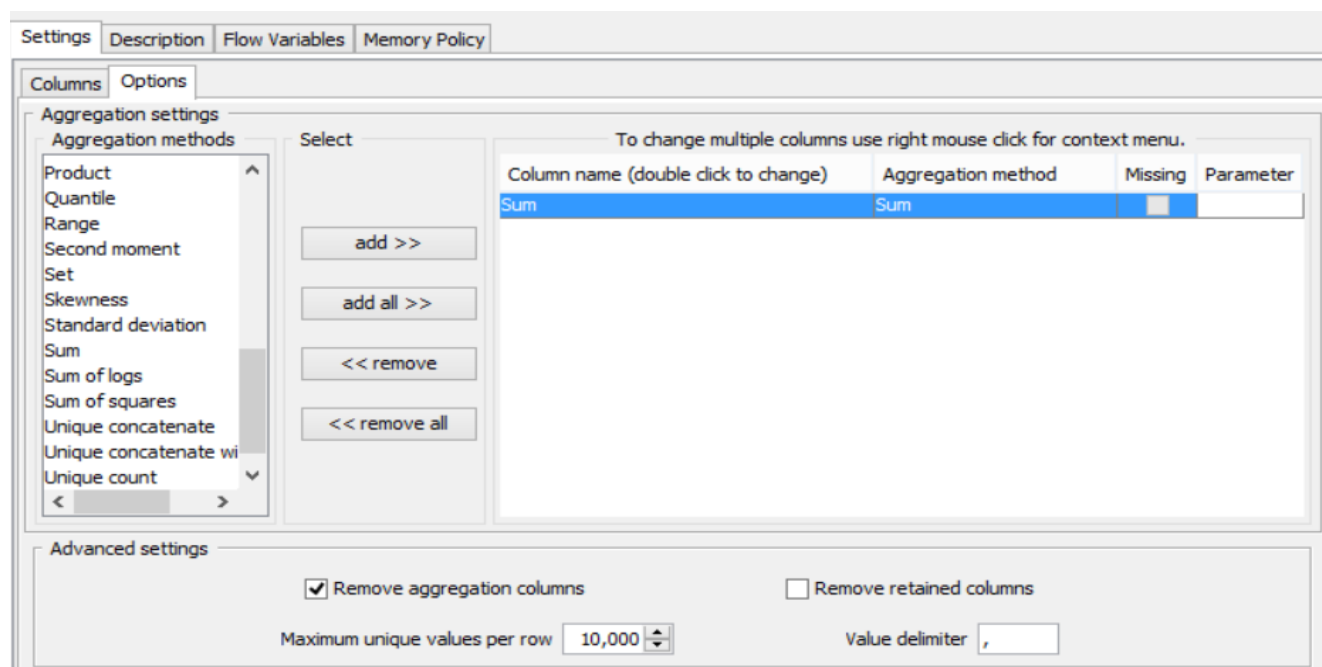 Settings Description Flow Variables Memory Policy
Columns Options
Aggregation settings
Aggregation methods
Product
Quantile
Range
Second moment
Set
Skewness
Standard deviation
Sum
Sum of logs
Sum of squares
Unique concatenate
Unique concatenate wi
Unique count
Select
add >>
add all >>
<< remove
<< remove all
To change multiple columns use right mouse click for context menu.
Column name (double click to change) Aggregation method Missing Parameter
Sum Sum
Advanced settings
Remove aggregation columns Remove retained columns
Maximum unique values per row 10,000 Value delimiter ,